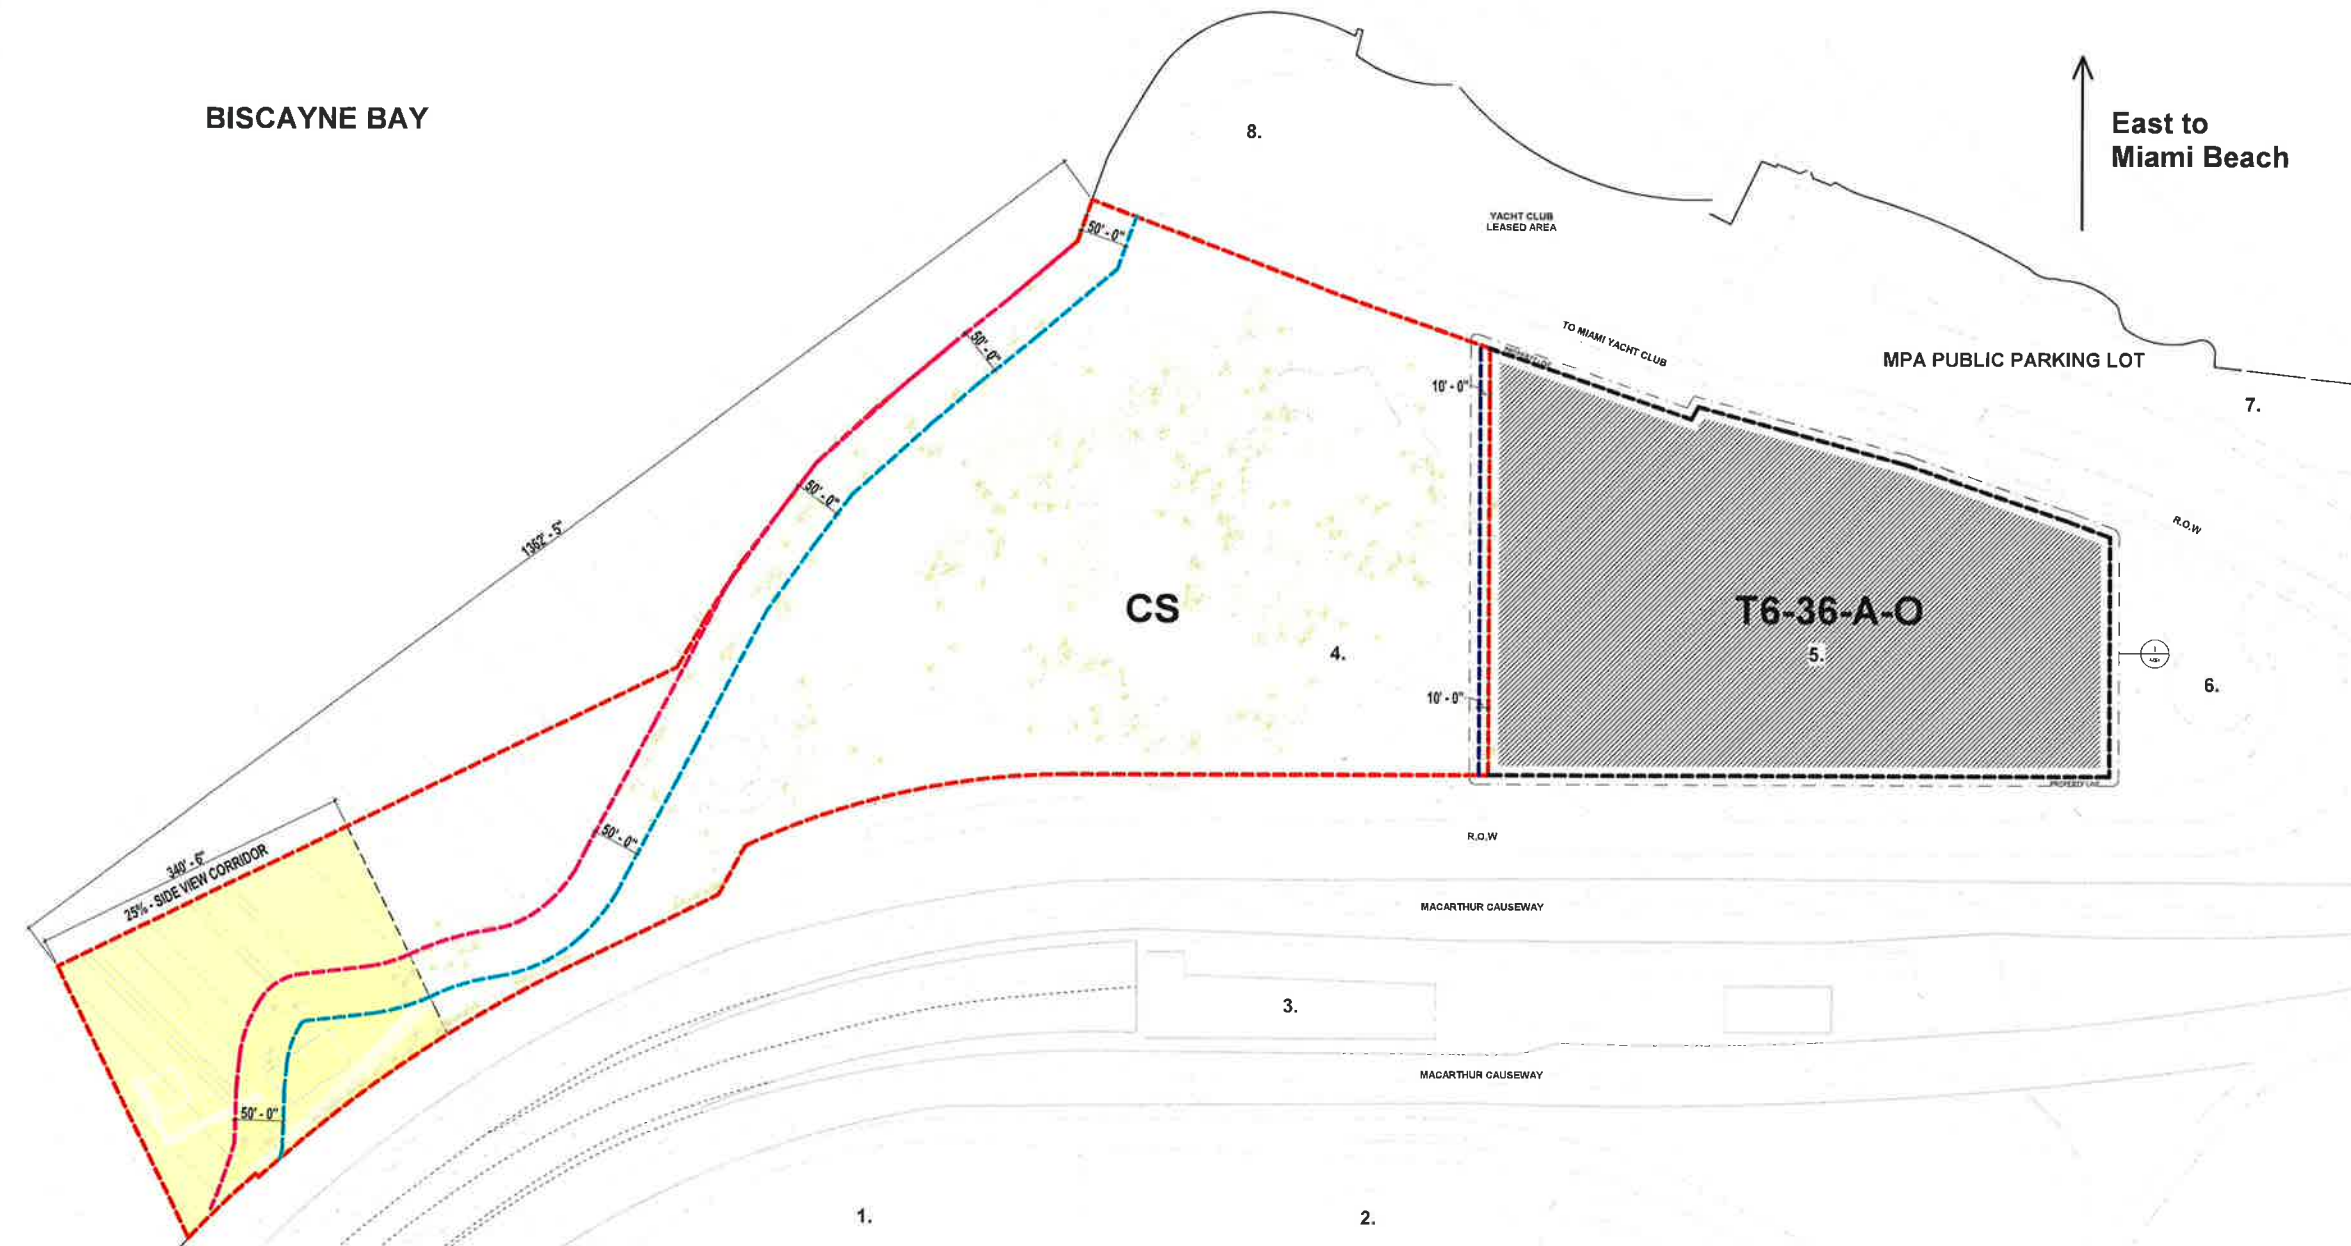 BISCAYNE BAY
8.
East to
Miami Beach
YACHT CLUB
LEASED AREA
50' - 0"
TO MIAMI YACHT CLUB
MPA PUBLIC PARKING LOT
50' - 0"
10' - 0"
7.
50' - 0"
1362' - 5"
R.O.W
CS
T6-36-A-O
4.
5.
6.
10' - 0"
PROPERTY LINE
50' - 0"
R.O.W
340' - 6"
25% - SIDE VIEW CORRIDOR
MACARTHUR CAUSEWAY
3.
MACARTHUR CAUSEWAY
50' - 0"
1.
2.